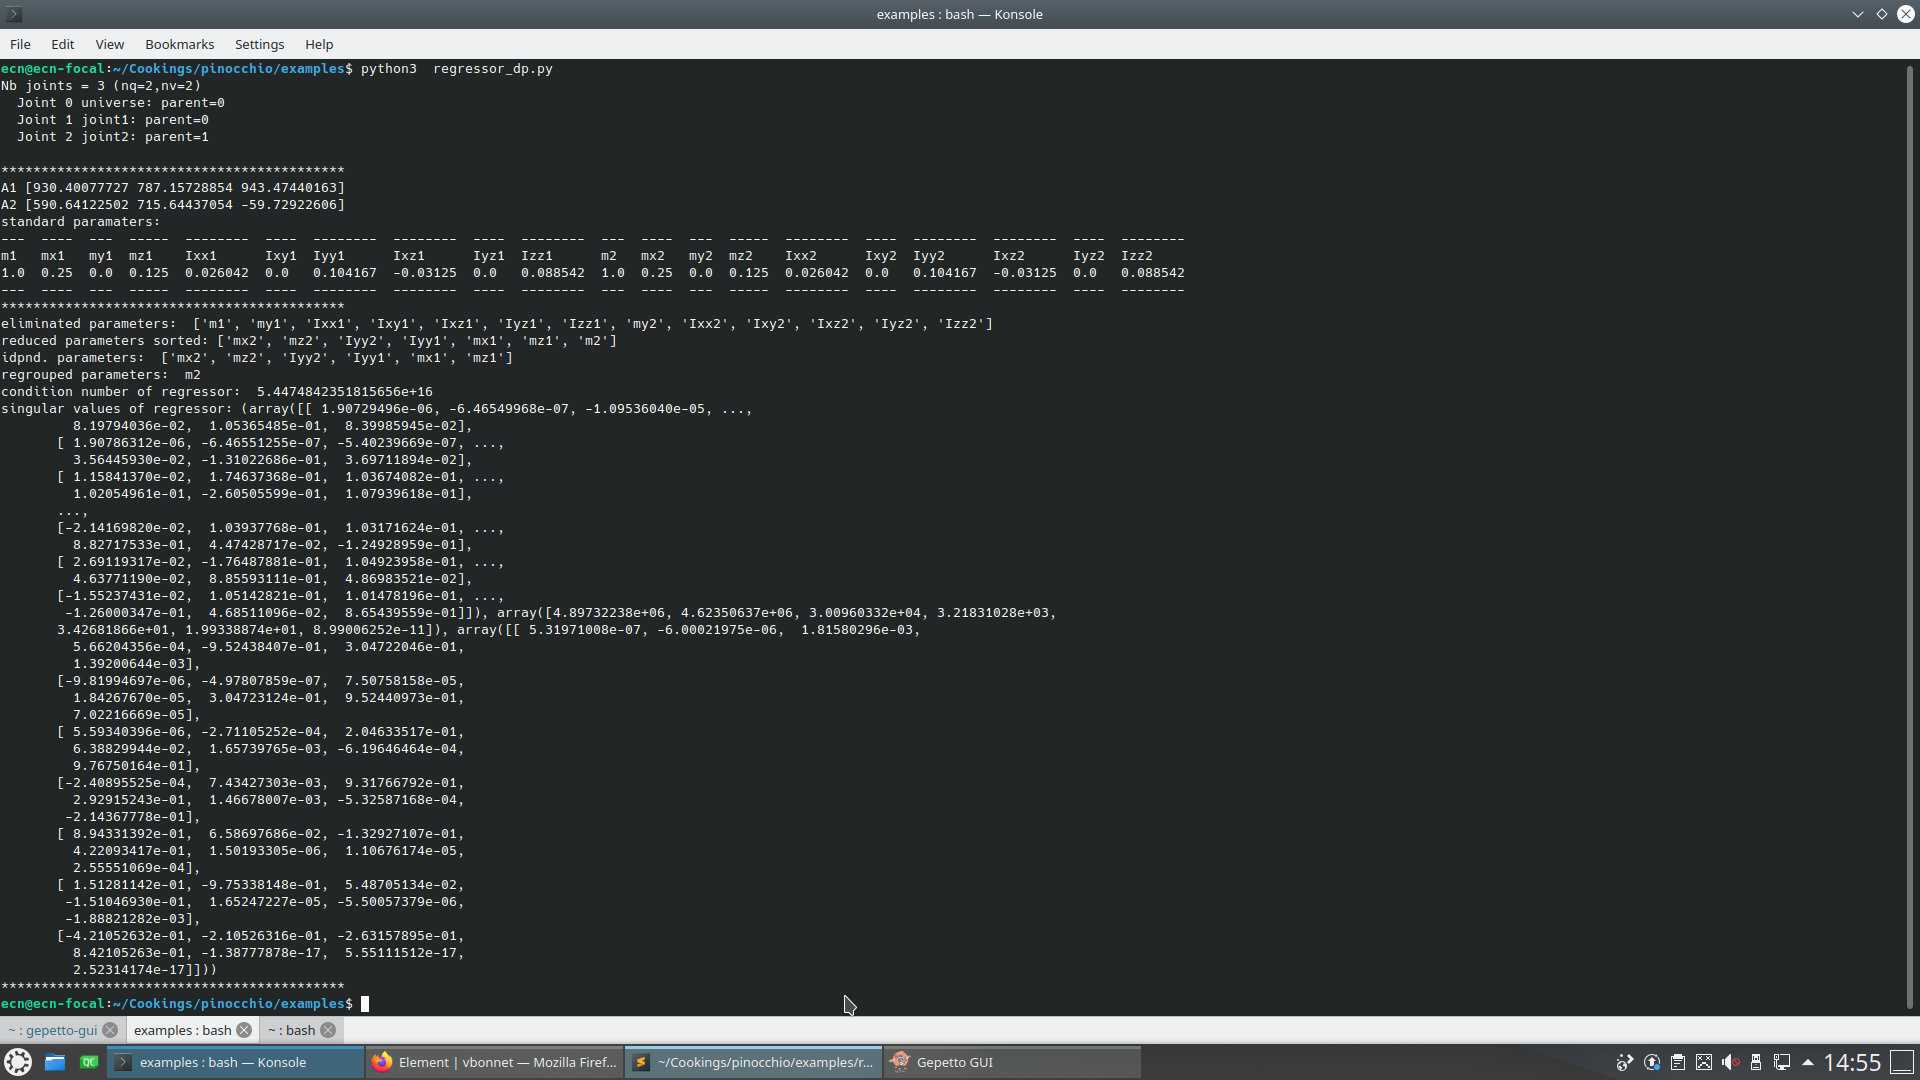 examples : bash — Konsole
File Edit View Bookmarks Settings Help
ecn@ecn-focal:~/Cookings/pinocchio/examples$ python3  regressor_dp.py
Nb joints = 3 (nq=2,nv=2)
  Joint 0 universe: parent=0
  Joint 1 joint1: parent=0
  Joint 2 joint2: parent=1
*******************************************
A1 [930.40077727 787.15728854 943.47440163]
A2 [590.64122502 715.64437054 -59.72922606]
standard paramaters:
---  ----  ---  -----  --------  ----  --------  --------  ----  --------  ---  ----  ---  -----  --------  ----  --------  --------  ----  --------
m1   mx1   my1  mz1    Ixx1      Ixy1  Iyy1      Ixz1      Iyz1  Izz1      m2   mx2   my2  mz2    Ixx2      Ixy2  Iyy2      Ixz2      Iyz2  Izz2
1.0  0.25  0.0  0.125  0.026042  0.0   0.104167  -0.03125  0.0   0.088542  1.0  0.25  0.0  0.125  0.026042  0.0   0.104167  -0.03125  0.0   0.088542
---  ----  ---  -----  --------  ----  --------  --------  ----  --------  ---  ----  ---  -----  --------  ----  --------  --------  ----  --------
*******************************************
eliminated parameters:  ['m1', 'my1', 'Ixx1', 'Ixy1', 'Ixz1', 'Iyz1', 'Izz1', 'my2', 'Ixx2', 'Ixy2', 'Ixz2', 'Iyz2', 'Izz2']
reduced parameters sorted: ['mx2', 'mz2', 'Iyy2', 'Iyy1', 'mx1', 'mz1', 'm2']
idpnd. parameters:  ['mx2', 'mz2', 'Iyy2', 'Iyy1', 'mx1', 'mz1']
regrouped parameters:  m2
condition number of regressor:  5.4474842351815656e+16
singular values of regressor: (array([[ 1.90729496e-06, -6.46549968e-07, -1.09536040e-05, ...,
         8.19794036e-02,  1.05365485e-01,  8.39985945e-02],
       [ 1.90786312e-06, -6.46551255e-07, -5.40239669e-07, ...,
         3.56445930e-02, -1.31022686e-01,  3.69711894e-02],
       [ 1.15841370e-02,  1.74637368e-01,  1.03674082e-01, ...,
         1.02054961e-01, -2.60505599e-01,  1.07939618e-01],
       ...,
       [-2.14169820e-02,  1.03937768e-01,  1.03171624e-01, ...,
         8.82717533e-01,  4.47428717e-02, -1.24928959e-01],
       [ 2.69119317e-02, -1.76487881e-01,  1.04923958e-01, ...,
         4.63771190e-02,  8.85593111e-01,  4.86983521e-02],
       [-1.55237431e-02,  1.05142821e-01,  1.01478196e-01, ...,
        -1.26000347e-01,  4.68511096e-02,  8.65439559e-01]]), array([4.89732238e+06, 4.62350637e+06, 3.00960332e+04, 3.21831028e+03,
       3.42681866e+01, 1.99338874e+01, 8.99006252e-11]), array([[ 5.31971008e-07, -6.00021975e-06,  1.81580296e-03,
         5.66204356e-04, -9.52438407e-01,  3.04722046e-01,
         1.39200644e-03],
       [-9.81994697e-06, -4.97807859e-07,  7.50758158e-05,
         1.84267670e-05,  3.04723124e-01,  9.52440973e-01,
         7.02216669e-05],
       [ 5.59340396e-06, -2.71105252e-04,  2.04633517e-01,
         6.38829944e-02,  1.65739765e-03, -6.19646464e-04,
         9.76750164e-01],
       [-2.40895525e-04,  7.43427303e-03,  9.31766792e-01,
         2.92915243e-01,  1.46678007e-03, -5.32587168e-04,
        -2.14367778e-01],
       [ 8.94331392e-01,  6.58697686e-02, -1.32927107e-01,
         4.22093417e-01,  1.50193305e-06,  1.10676174e-05,
         2.55551069e-04],
       [ 1.51281142e-01, -9.75338148e-01,  5.48705134e-02,
        -1.51046930e-01,  1.65247227e-05, -5.50057379e-06,
        -1.88821282e-03],
       [-4.21052632e-01, -2.10526316e-01, -2.63157895e-01,
         8.42105263e-01, -1.38777878e-17,  5.55111512e-17,
         2.52314174e-17]]))
*******************************************
ecn@ecn-focal:~/Cookings/pinocchio/examples$
~ : gepetto-gui examples : bash ~ : bash
QC examples : bash — Konsole Element | vbonnet — Mozilla Firef... ~/Cookings/pinocchio/examples/r... Gepetto GUI 14:55